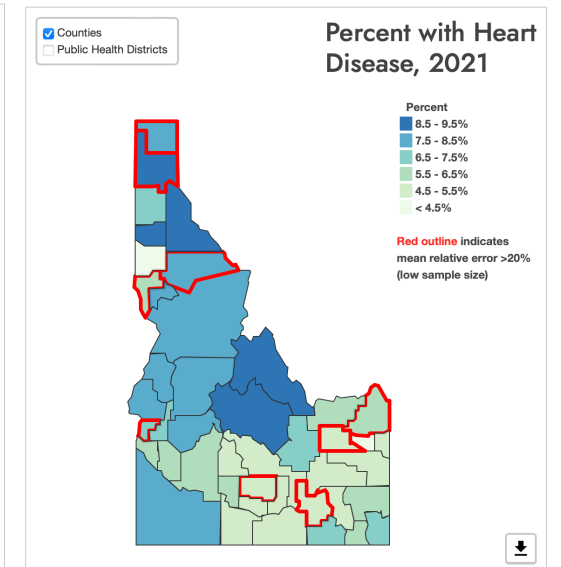 Counties
Public Health Districts
Percent with Heart
Disease, 2021
Percent
8.5 - 9.5%
7.5 - 8.5%
6.5 - 7.5%
5.5 - 6.5%
4.5 - 5.5%
< 4.5%
Red outline indicates
mean relative error >20%
(low sample size)